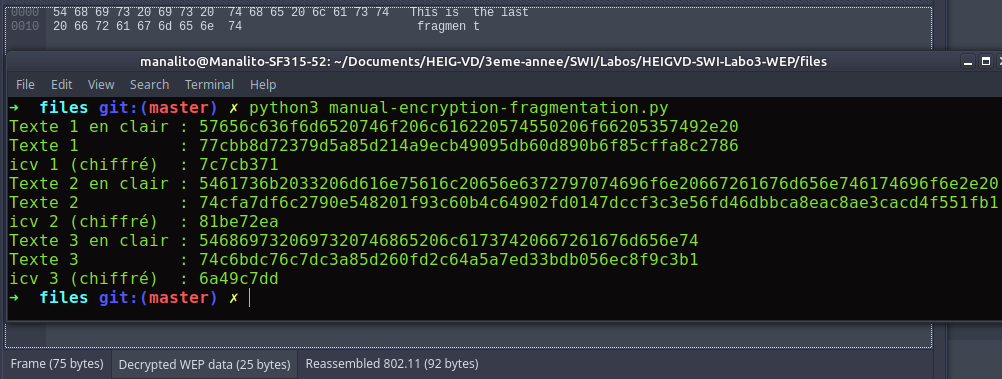 0000 54 68 69 73 20 69 73 20 74 68 65 20 6c 61 73 74 This is the last
0010 20 66 72 61 67 6d 65 6e 74 fragmen t
manalito@Manalito-SF315-52: ~/Documents/HEIG-VD/3eme-annee/SWI/Labos/HEIGVD-SWI-Labo3-WEP/files
File Edit View Search Terminal Help
➜ files git:(master) ✗ python3 manual-encryption-fragmentation.py
Texte 1 en clair : 57656c636f6d6520746f206c616220574550206f66205357492e20
Texte 1 : 77cbb8d72379d5a85d214a9ecb49095db60d890b6f85cffa8c2786
icv 1 (chiffré) : 7c7cb371
Texte 2 en clair : 5461736b2033206d616e75616c20656e6372797074696f6e20667261676d656e746174696f6e2e20
Texte 2 : 74cfa7df6c2790e548201f93c60b4c64902fd0147dccf3c3e56fd46dbbca8eac8ae3cacd4f551fb1
icv 2 (chiffré) : 81be72ea
Texte 3 en clair : 5468697320697320746865206c61737420667261676d656e74
Texte 3 : 74c6bdc76c7dc3a85d260fd2c64a5a7ed33bdb056ec8f9c3b1
icv 3 (chiffré) : 6a49c7dd
➜ files git:(master) ✗
Frame (75 bytes) Decrypted WEP data (25 bytes) Reassembled 802.11 (92 bytes)